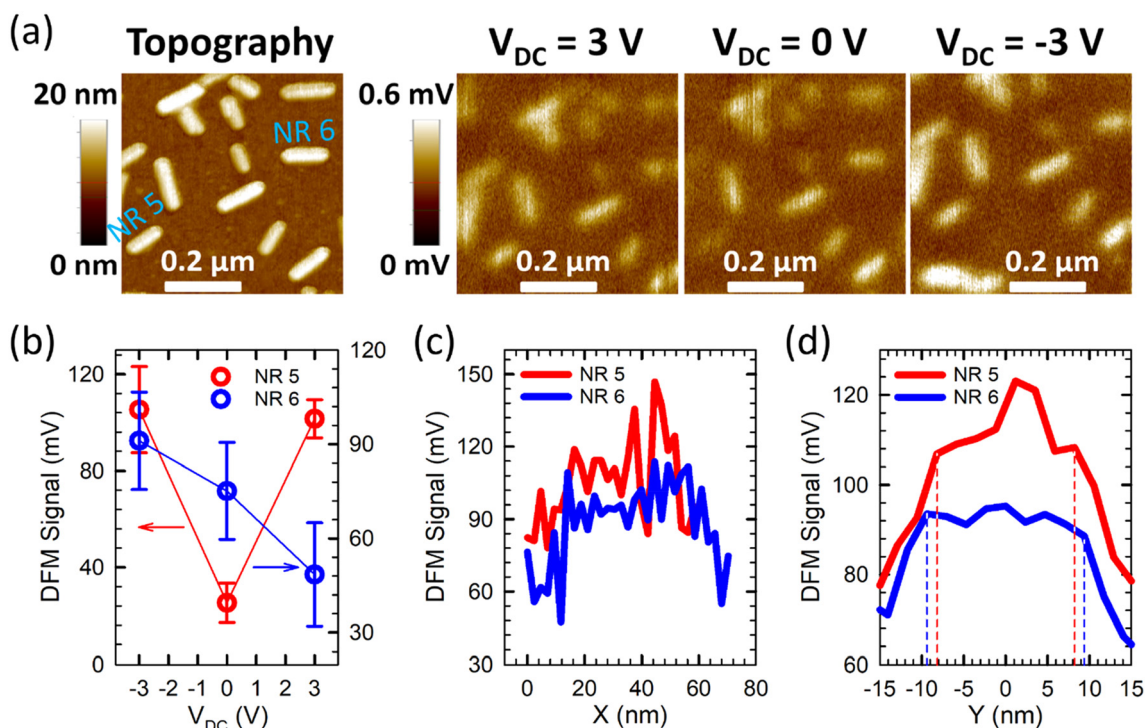 (a)
Topography
V_DC = 3 V
V_DC = 0 V
V_DC = -3 V
20 nm
0 nm
NR 6
NR 5
0.2 μm
0.6 mV
0 mV
0.2 μm
0.2 μm
0.2 μm
(b)
120
80
40
0
DFM Signal (mV)
120
90
60
30
DFM Signal (mV)
NR 5
NR 6
-3 -2 -1 0 1 2 3
V_DC (V)
(c)
150
120
90
60
30
DFM Signal (mV)
NR 5
NR 6
0 20 40 60 80
X (nm)
(d)
120
100
80
60
DFM Signal (mV)
NR 5
NR 6
-15 -10 -5 0 5 10 15
Y (nm)